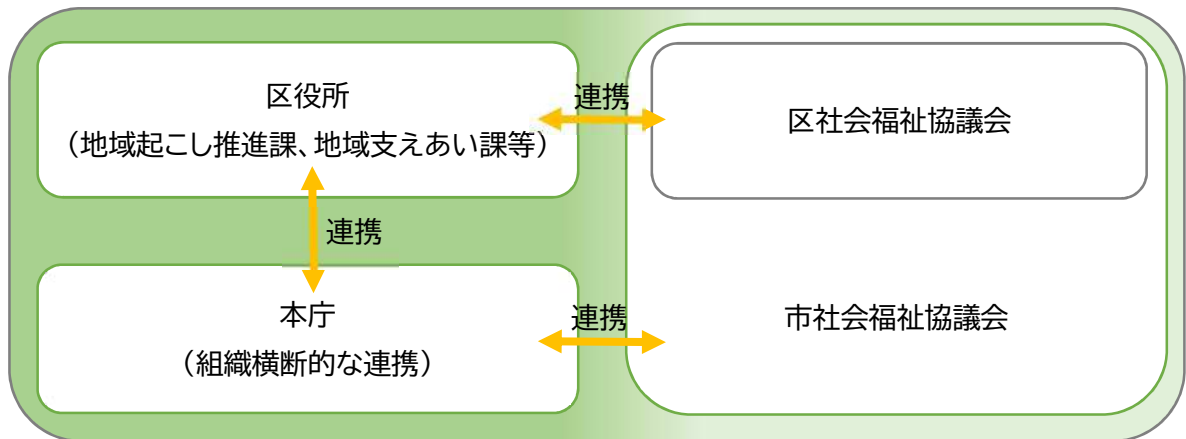 区役所
（地域起こし推進課、地域支えあい課等）
連携
区社会福祉協議会
連携
本庁
（組織横断的な連携）
連携
市社会福祉協議会